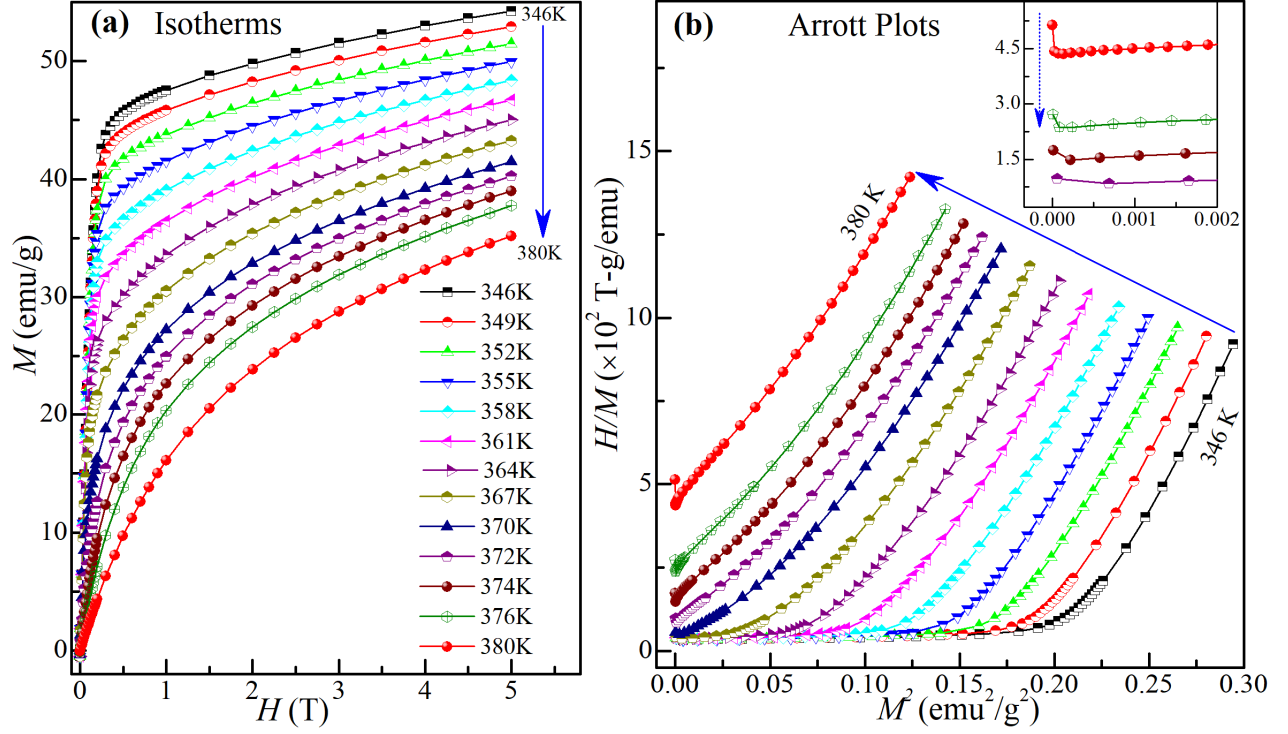 (a) Isotherms
346K
380K
346K
349K
352K
355K
358K
361K
364K
367K
370K
372K
374K
376K
380K
50
40
30
20
10
0
M (emu/g)
0 1 2 3 4 5
H (T)
(b) Arrott Plots
4.5
3.0
1.5
0.000 0.001 0.002
380 K
346 K
15
10
5
0
H/M (×10² T-g/emu)
0.00 0.05 0.10 0.15 0.20 0.25 0.30
M² (emu²/g²)